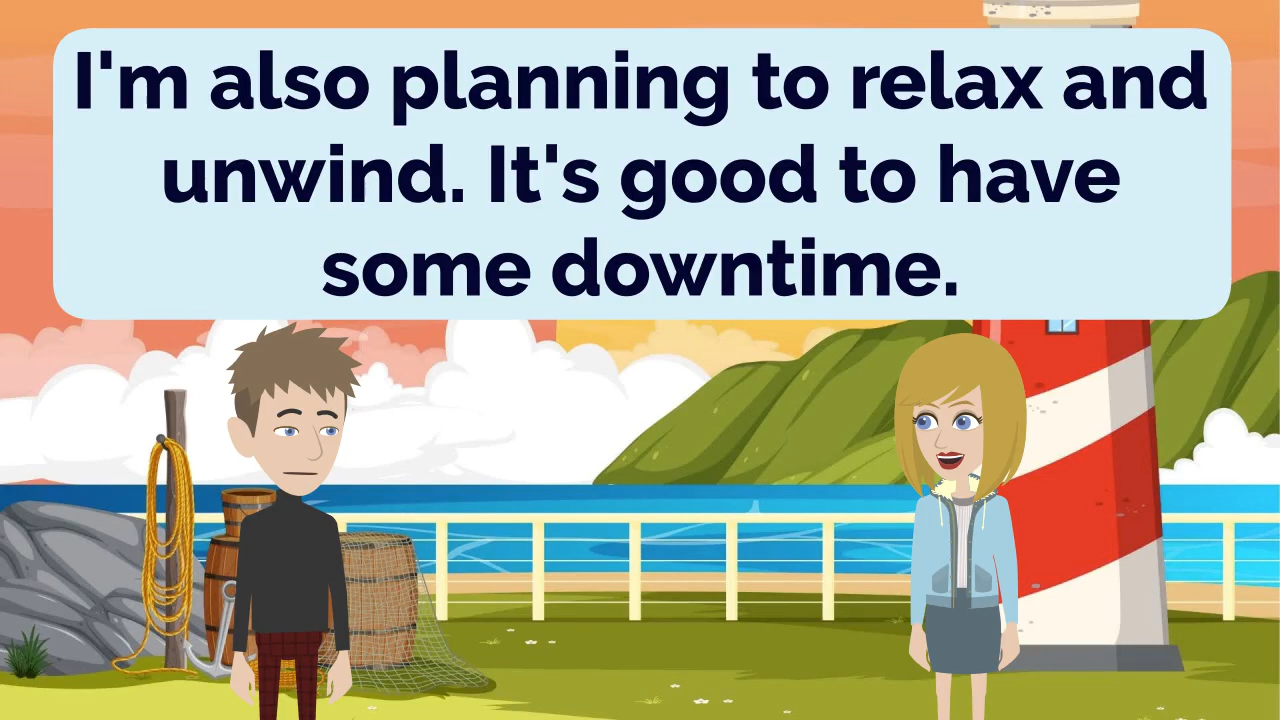 I'm also planning to relax and
unwind. It's good to have
some downtime.